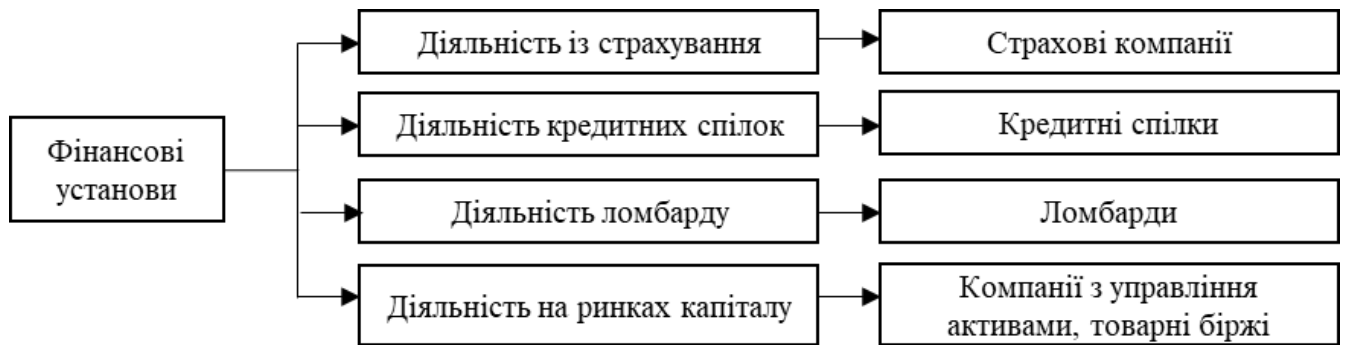 Діяльність із страхування
Страхові компанії
Діяльність кредитних спілок
Кредитні спілки
Фінансові
установи
Діяльність ломбарду
Ломбарди
Діяльність на ринках капіталу
Компанії з управління
активами, товарні біржі